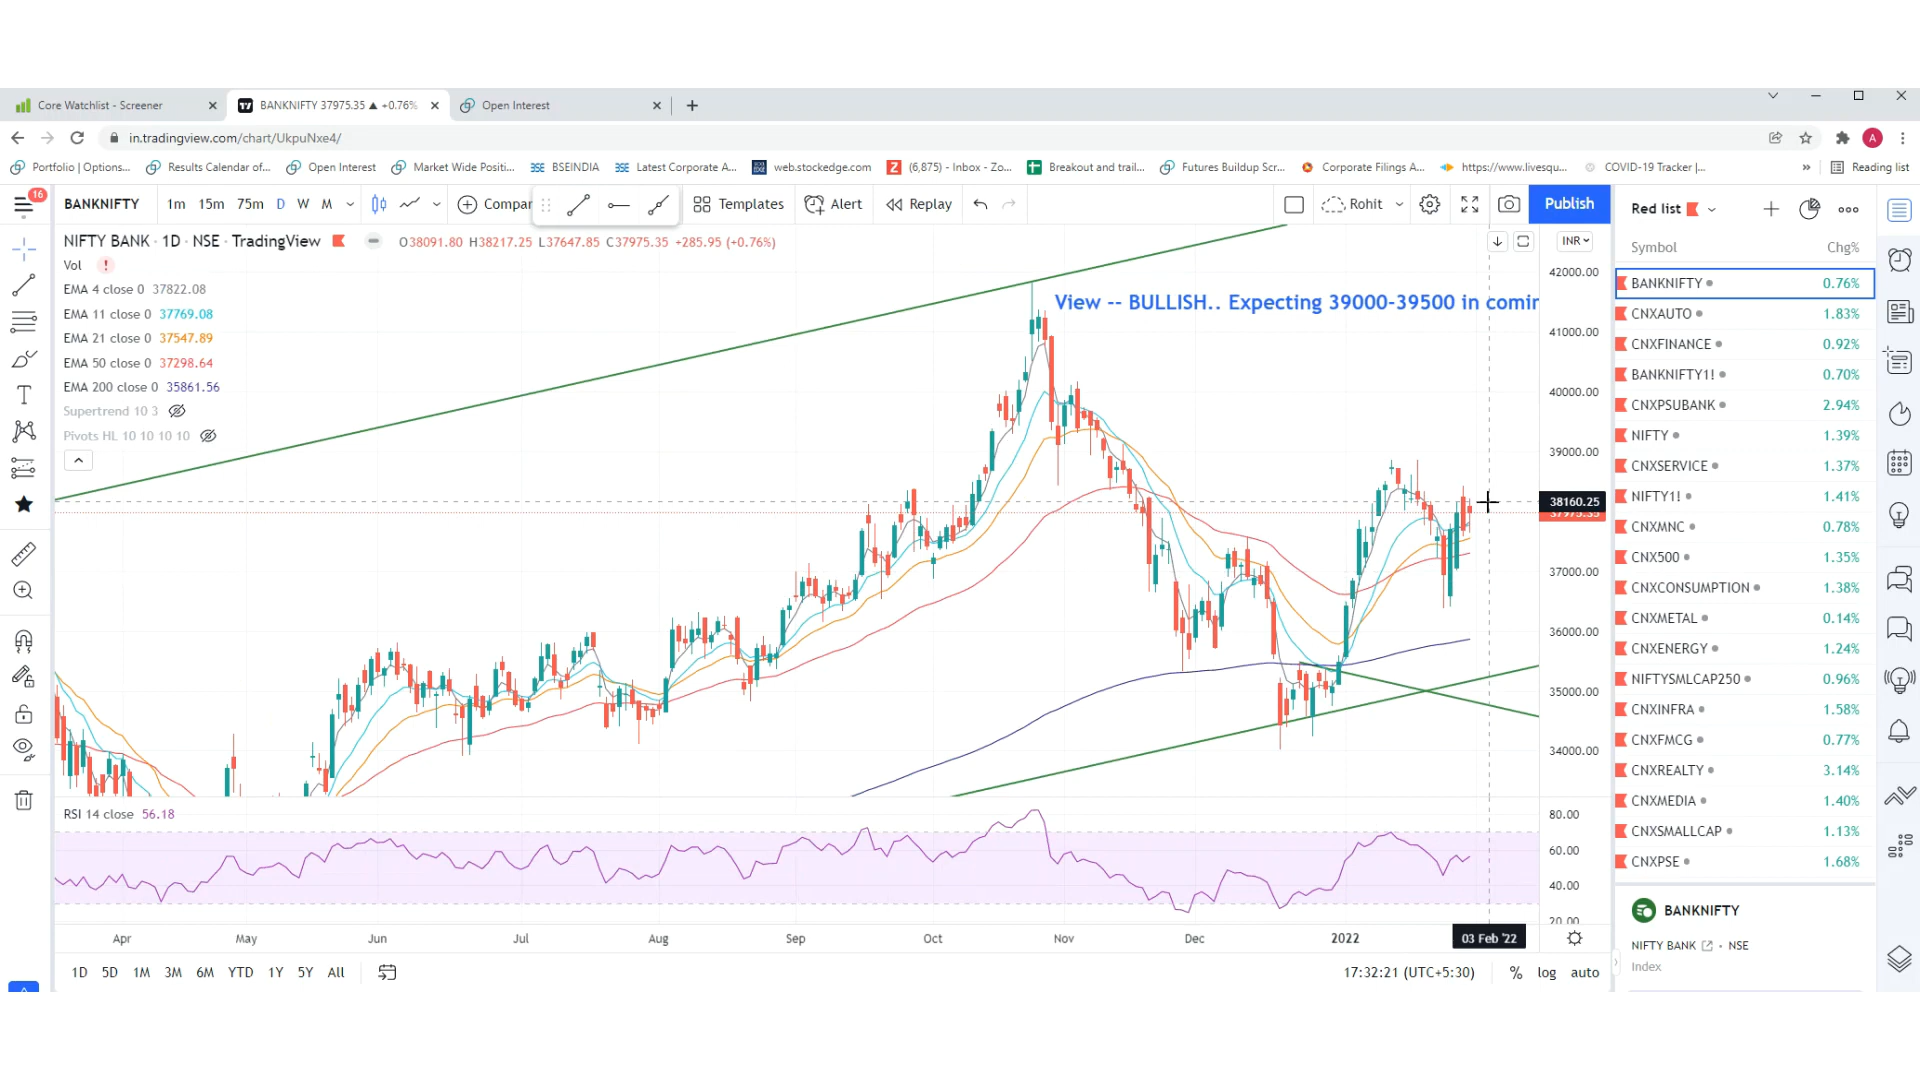 Core Watchlist - Screener
BANKNIFTY 37975.35 ▲ +0.76%
Open Interest
in.tradingview.com/chart/UkpuNxe4/
A
Portfolio | Options...
Results Calendar of...
Open Interest
Market Wide Positi...
BSEINDIA
Latest Corporate A...
web.stockedge.com
(6,875) - Inbox - Zo...
Breakout and trail...
Futures Buildup Scr...
Corporate Filings A...
https://www.livesqu...
COVID-19 Tracker |...
»
Reading list
16
BANKNIFTY
1m 15m 75m D W M
Compar
Templates
Alert
Replay
Rohit
Publish
Red list
NIFTY BANK · 1D · NSE · TradingView
O38091.80 H38217.25 L37647.85 C37975.35 +285.95 (+0.76%)
INR
Symbol Chg%
Vol !
EMA 4 close 0 37822.08
EMA 11 close 0 37769.08
EMA 21 close 0 37547.89
EMA 50 close 0 37298.64
EMA 200 close 0 35861.56
Supertrend 10 3
Pivots HL 10 10 10 10
View -- BULLISH.. Expecting 39000-39500 in comin
42000.00
41000.00
40000.00
39000.00
38160.25
37975.35
37000.00
36000.00
35000.00
34000.00
BANKNIFTY 0.76%
CNXAUTO 1.83%
CNXFINANCE 0.92%
BANKNIFTY1! 0.70%
CNXPSUBANK 2.94%
NIFTY 1.39%
CNXSERVICE 1.37%
NIFTY1! 1.41%
CNXMNC 0.78%
CNX500 1.35%
CNXCONSUMPTION 1.38%
CNXMETAL 0.14%
CNXENERGY 1.24%
NIFTYSMLCAP250 0.96%
CNXINFRA 1.58%
CNXFMCG 0.77%
CNXREALTY 3.14%
CNXMEDIA 1.40%
CNXSMALLCAP 1.13%
CNXPSE 1.68%
RSI 14 close 56.18
80.00
60.00
40.00
20.00
Apr May Jun Jul Aug Sep Oct Nov Dec 2022 03 Feb '22
1D 5D 1M 3M 6M YTD 1Y 5Y All
17:32:21 (UTC+5:30) % log auto
BANKNIFTY
NIFTY BANK · NSE
Index